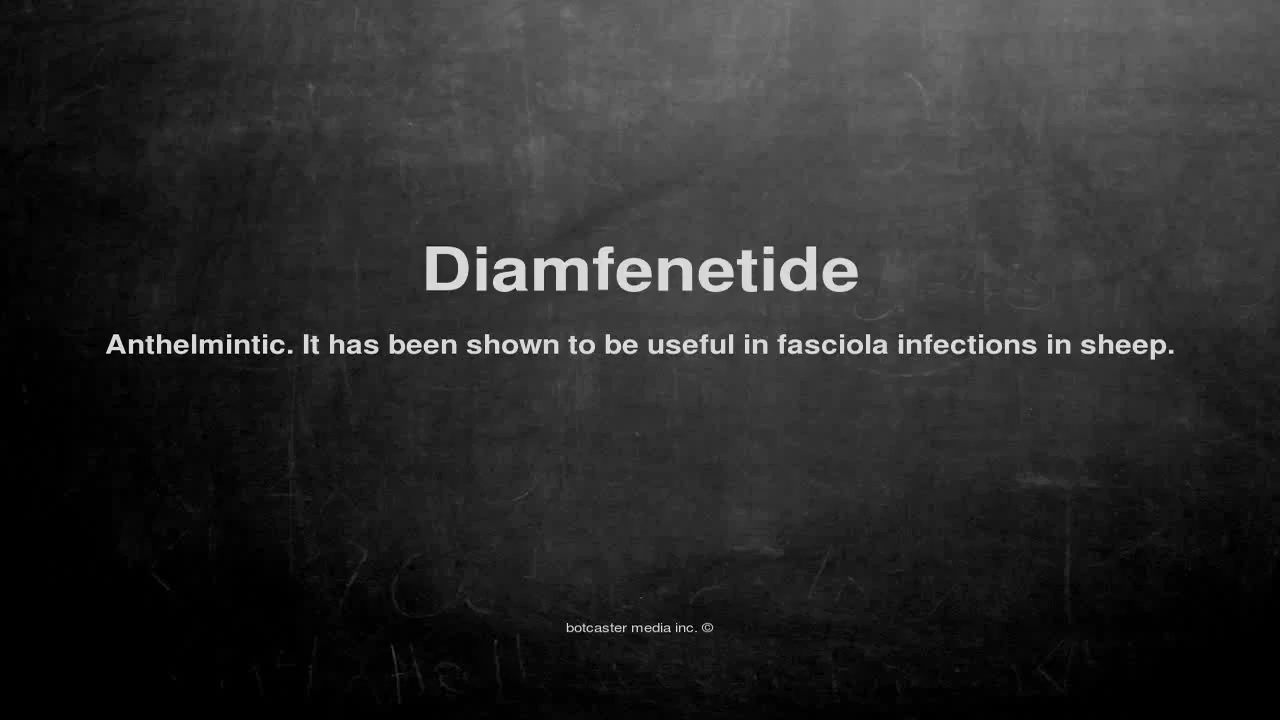 Diamfenetide
Anthelmintic. It has been shown to be useful in fasciola infections in sheep.
botcaster media inc. ©